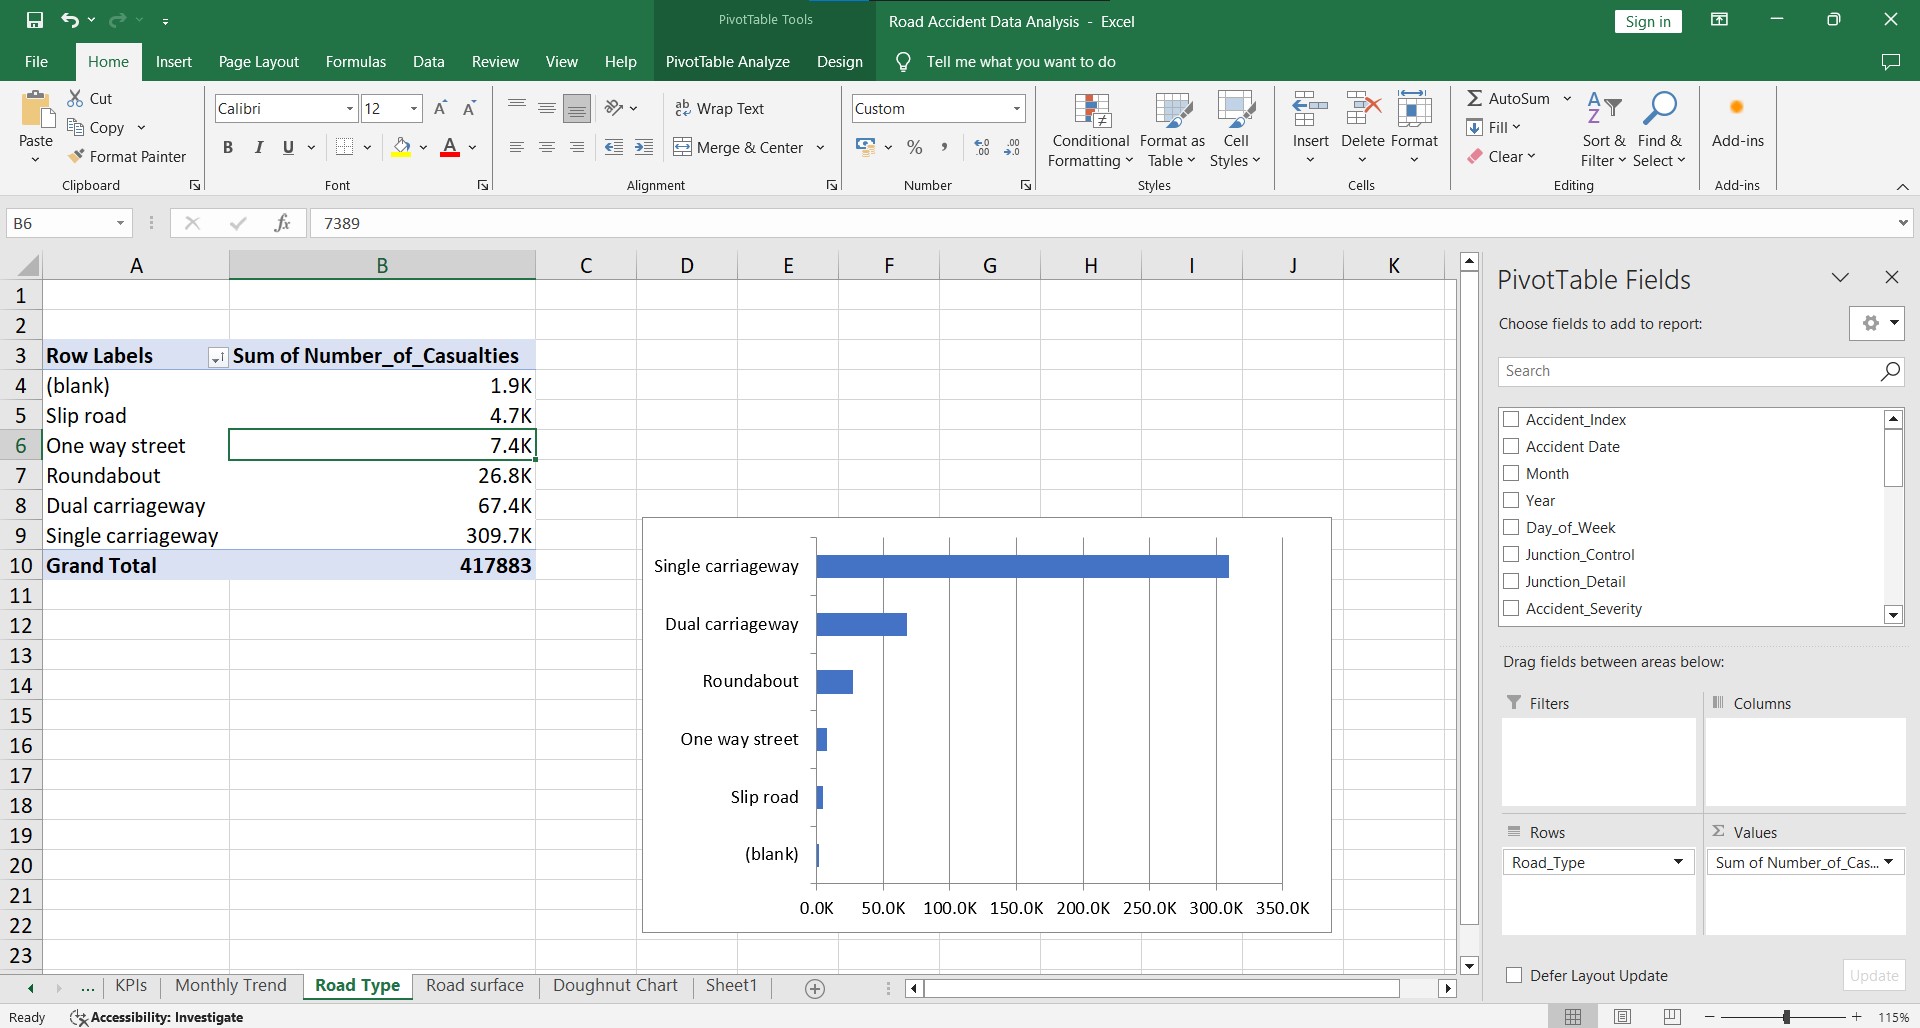 PivotTable Tools
Road Accident Data Analysis - Excel
Sign in
File
Home
Insert
Page Layout
Formulas
Data
Review
View
Help
PivotTable Analyze
Design
Tell me what you want to do
Paste
Cut
Copy
Format Painter
Clipboard
Calibri
12
B I U
Font
Wrap Text
Merge & Center
Alignment
Custom
%
Number
Conditional Formatting
Format as Table
Cell Styles
Styles
Insert
Delete
Format
Cells
AutoSum
Fill
Clear
Sort & Filter
Find & Select
Editing
Add-ins
Add-ins
B6
fx
7389
A B C D E F G H I J K
1
2
3 Row Labels Sum of Number_of_Casualties
4 (blank) 1.9K
5 Slip road 4.7K
6 One way street 7.4K
7 Roundabout 26.8K
8 Dual carriageway 67.4K
9 Single carriageway 309.7K
10 Grand Total 417883
11
12
13
14
15
16
17
18
19
20
21
22
23
Single carriageway
Dual carriageway
Roundabout
One way street
Slip road
(blank)
0.0K 50.0K 100.0K 150.0K 200.0K 250.0K 300.0K 350.0K
PivotTable Fields
Choose fields to add to report:
Search
Accident_Index
Accident Date
Month
Year
Day_of_Week
Junction_Control
Junction_Detail
Accident_Severity
Drag fields between areas below:
Filters
Columns
Rows
Values
Road_Type
Sum of Number_of_Cas...
Defer Layout Update
Update
... KPIs Monthly Trend Road Type Road surface Doughnut Chart Sheet1
Ready
Accessibility: Investigate
115%